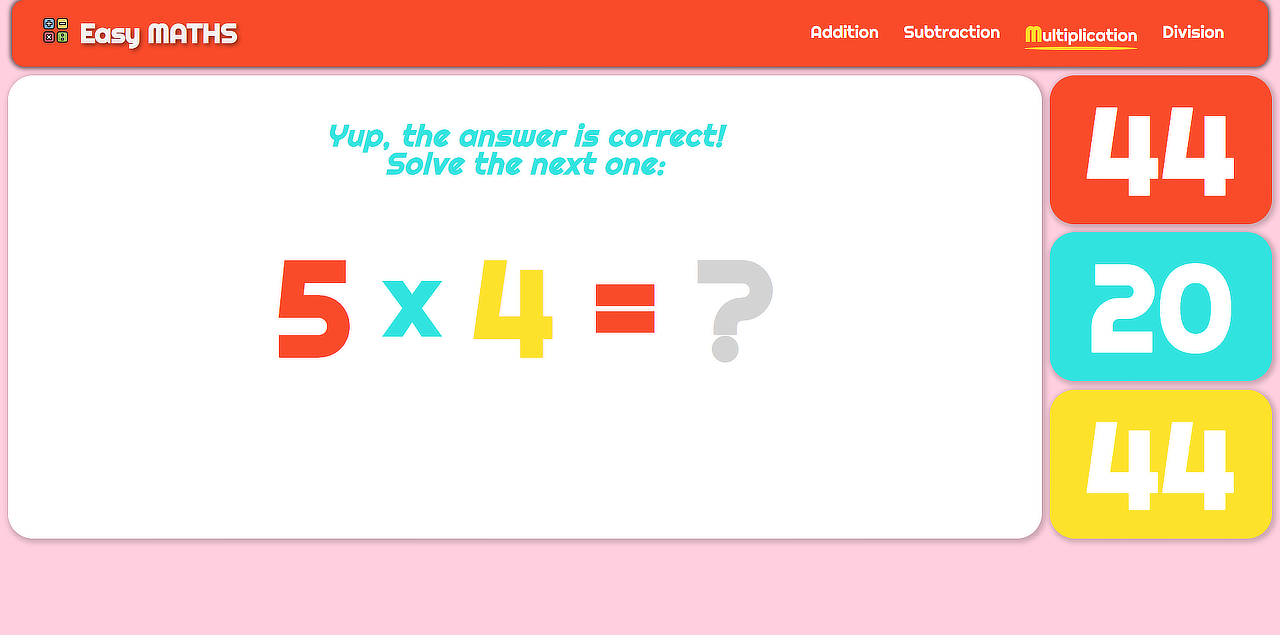 Easy MATHS
Addition Subtraction Multiplication Division
Yup, the answer is correct!
Solve the next one:
5 x 4 = ?
44
20
44